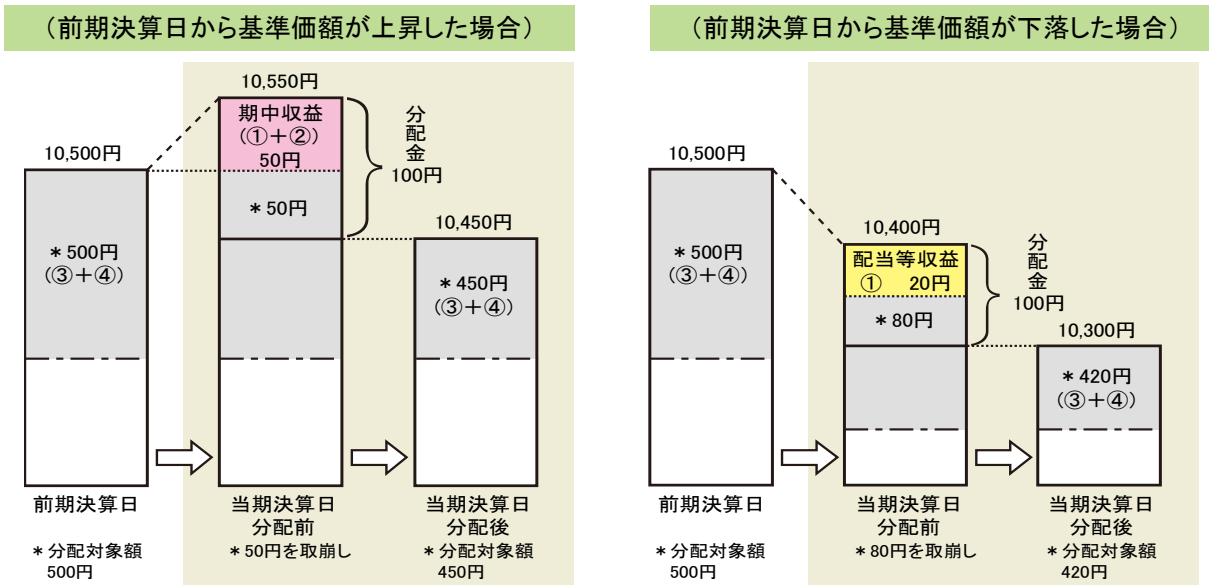 (前期決算日から基準価額が上昇した場合)
10,550円
期中収益
(①+②)
50円
*50円
分配金
100円
10,500円
*500円
(③+④)
10,450円
*450円
(③+④)
前期決算日
当期決算日
分配前
当期決算日
分配後
*分配対象額
500円
*50円を取崩し
*分配対象額
450円
(前期決算日から基準価額が下落した場合)
10,500円
*500円
(③+④)
10,400円
配当等収益
① 20円
*80円
分配金
100円
10,300円
*420円
(③+④)
前期決算日
当期決算日
分配前
当期決算日
分配後
*分配対象額
500円
*80円を取崩し
*分配対象額
420円